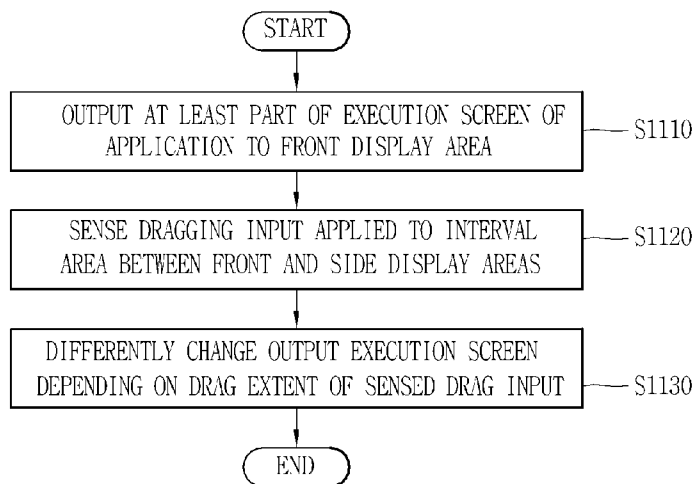 START
OUTPUT AT LEAST PART OF EXECUTION SCREEN OF
APPLICATION TO FRONT DISPLAY AREA
S1110
SENSE DRAGGING INPUT APPLIED TO INTERVAL
AREA BETWEEN FRONT AND SIDE DISPLAY AREAS
S1120
DIFFERENTLY CHANGE OUTPUT EXECUTION SCREEN
DEPENDING ON DRAG EXTENT OF SENSED DRAG INPUT
S1130
END